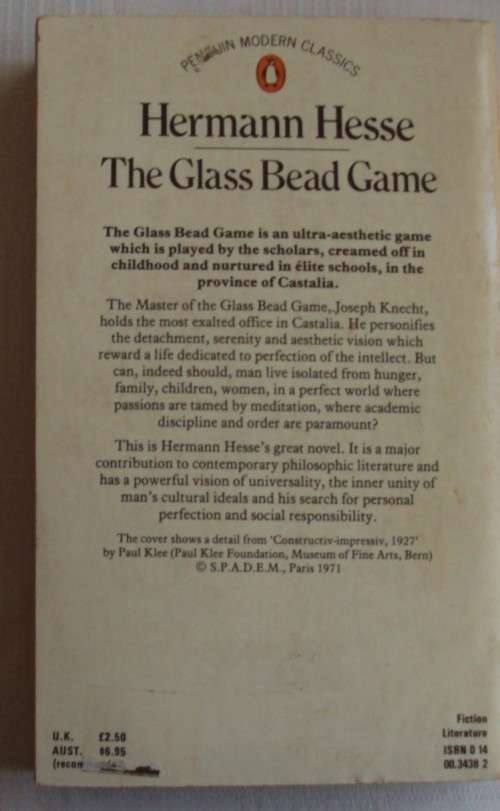 PENGUIN MODERN CLASSICS
Hermann Hesse
The Glass Bead Game
The Glass Bead Game is an ultra-aesthetic game
which is played by the scholars, creamed off in
childhood and nurtured in élite schools, in the
province of Castalia.
The Master of the Glass Bead Game, Joseph Knecht,
holds the most exalted office in Castalia. He personifies
the detachment, serenity and aesthetic vision which
reward a life dedicated to perfection of the intellect. But
can, indeed should, man live isolated from hunger,
family, children, women, in a perfect world where
passions are tamed by meditation, where academic
discipline and order are paramount?
This is Hermann Hesse's great novel. It is a major
contribution to contemporary philosophic literature and
has a powerful vision of universality, the inner unity of
man's cultural ideals and his search for personal
perfection and social responsibility.
The cover shows a detail from 'Constructiv-impressiv, 1927'
by Paul Klee (Paul Klee Foundation, Museum of Fine Arts, Bern)
© S.P.A.D.E.M., Paris 1971
U.K. £2.50
AUST. $6.95
(recom
Fiction
Literature
ISBN 0 14
00.3438 2